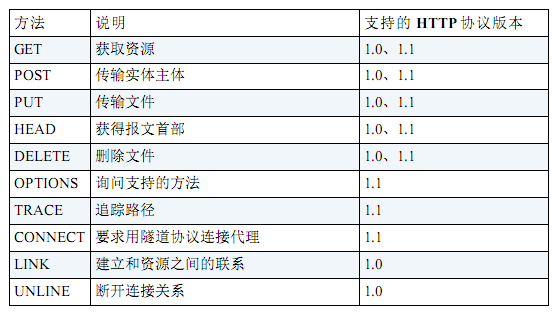 方法 说明 支持的 HTTP 协议版本
GET 获取资源 1.0、1.1
POST 传输实体主体 1.0、1.1
PUT 传输文件 1.0、1.1
HEAD 获得报文首部 1.0、1.1
DELETE 删除文件 1.0、1.1
OPTIONS 询问支持的方法 1.1
TRACE 追踪路径 1.1
CONNECT 要求用隧道协议连接代理 1.1
LINK 建立和资源之间的联系 1.0
UNLINE 断开连接关系 1.0